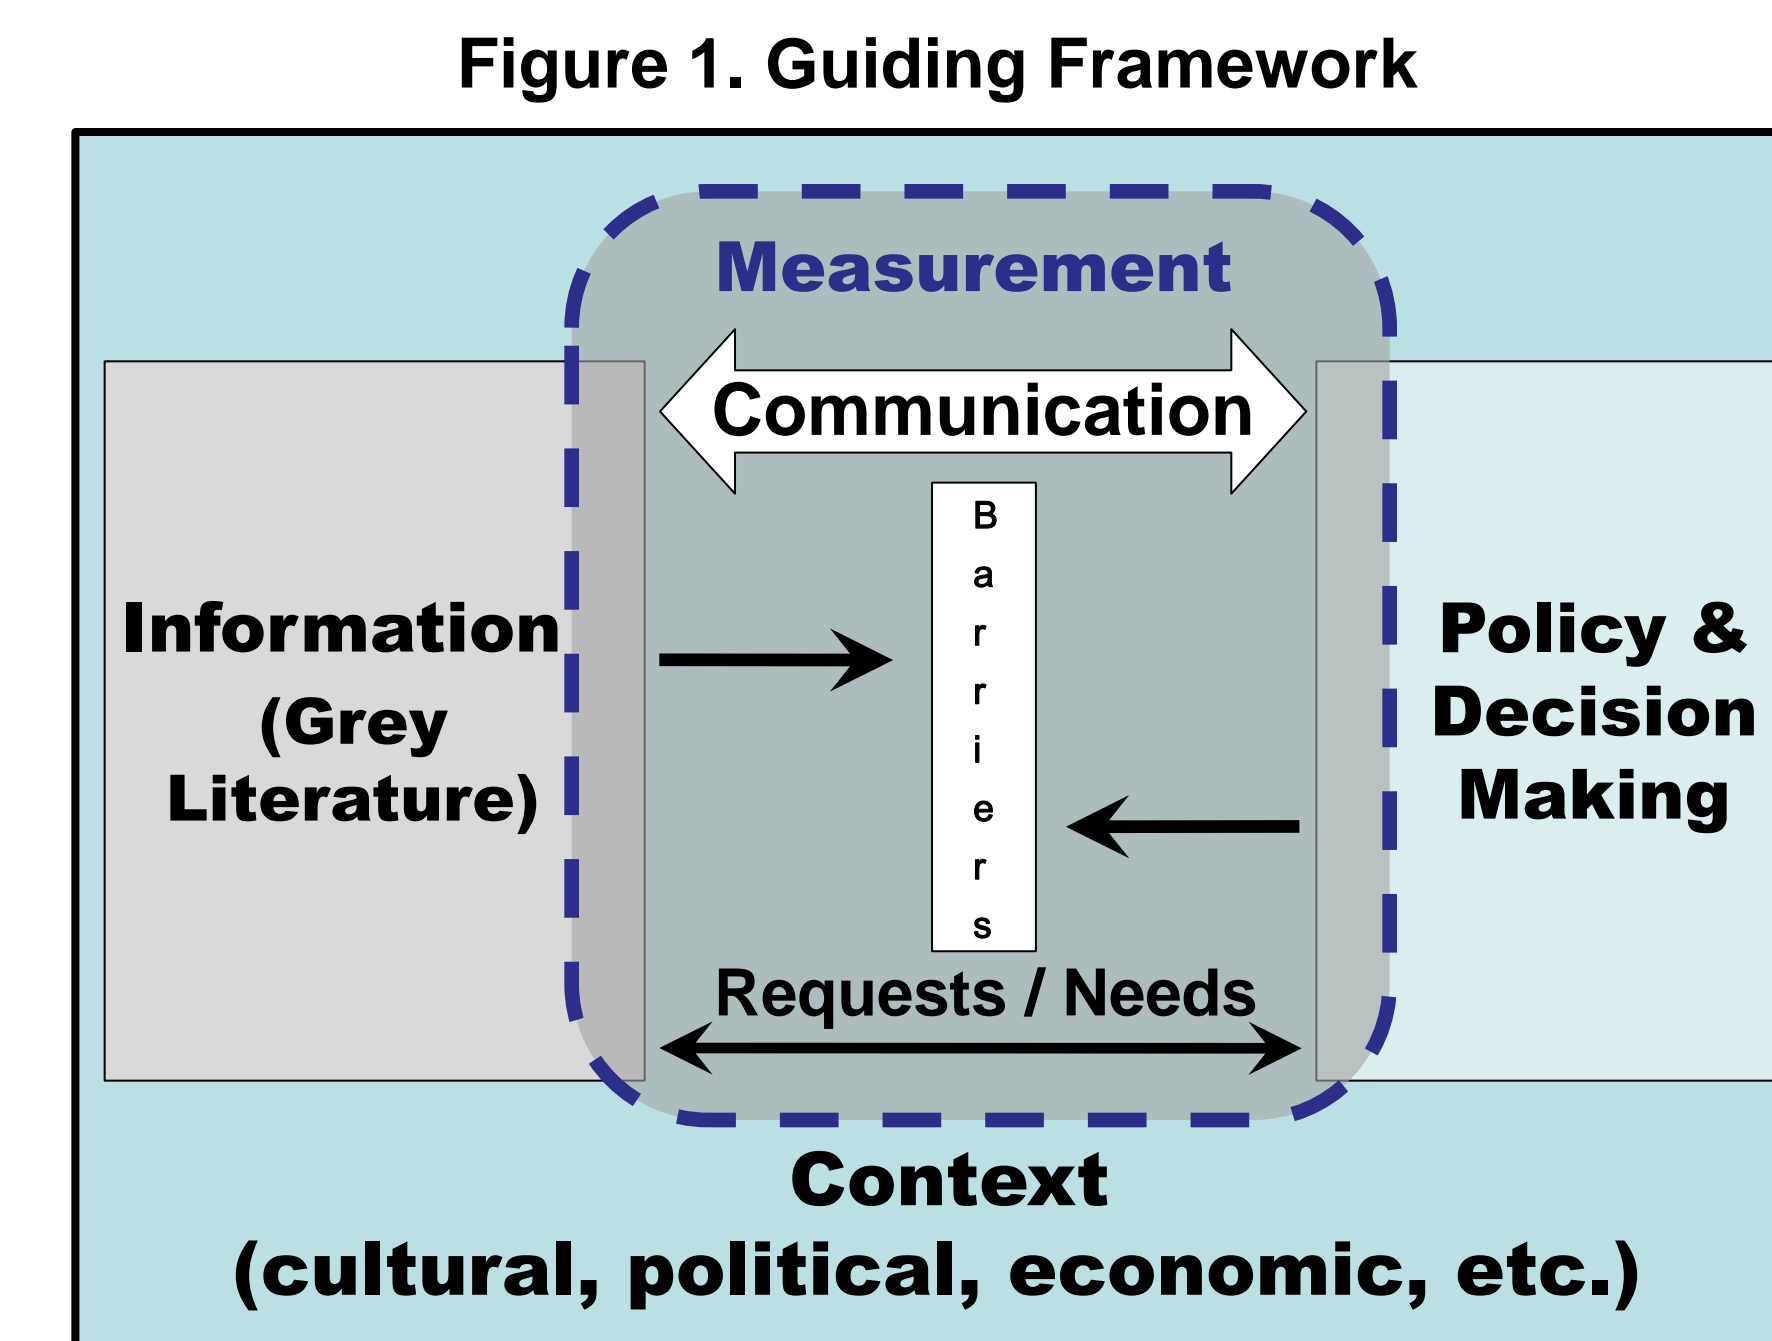 Figure 1. Guiding Framework
Measurement
Communication
Barriers
Information
(Grey
Literature)
Policy &
Decision
Making
Requests / Needs
Context
(cultural, political, economic, etc.)